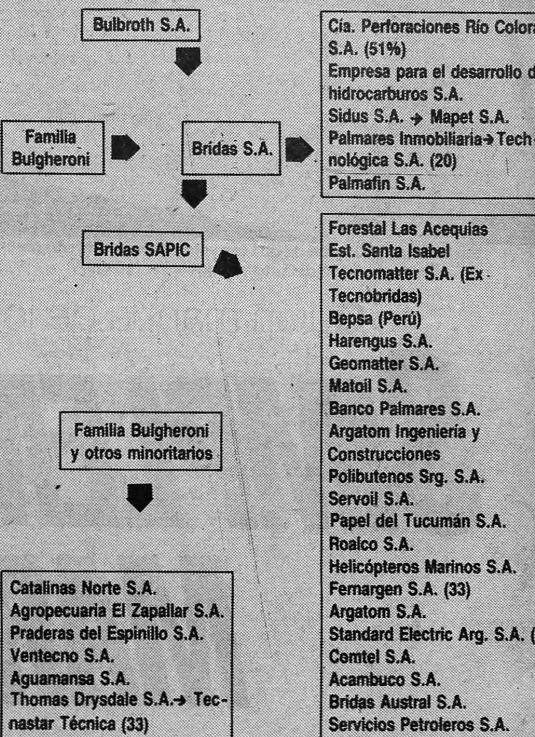 Bulbroth S.A.
Familia
Bulgheroni
Bridas S.A.
Cía. Perforaciones Río
S.A. (51%)
Empresa para el desarrollo
hidrocarburos S.A.
Sidus S.A. → Mapet S.A.
Palmares Inmobiliaria → Tech-
nológica S.A. (20)
Palmafin S.A.
Bridas SAPIC
Forestal Las Acequias
Est. Santa Isabel
Tecnomatter S.A. (Ex-
Tecnobridas)
Bepsa (Perú)
Harengus S.A.
Geomatter S.A.
Matoil S.A.
Banco Palmares S.A.
Argatom Ingeniería y
Construcciones
Polibutenos Srg. S.A.
Servoil S.A.
Papel del Tucumán S.A.
Roalco S.A.
Helicópteros Marinos S.A.
Fernargen S.A. (33)
Argatom S.A.
Standard Electric Arg. S.A. (
Comtel S.A.
Acambuco S.A.
Bridas Austral S.A.
Servicios Petroleros S.A.
Familia Bulgheroni
y otros minoritarios
Catalinas Norte S.A.
Agropecuaria El Zapallar S.A.
Praderas del Espinillo S.A.
Ventecno S.A.
Aguamansa S.A.
Thomas Drysdale S.A. → Tec-
nastar Técnica (33)